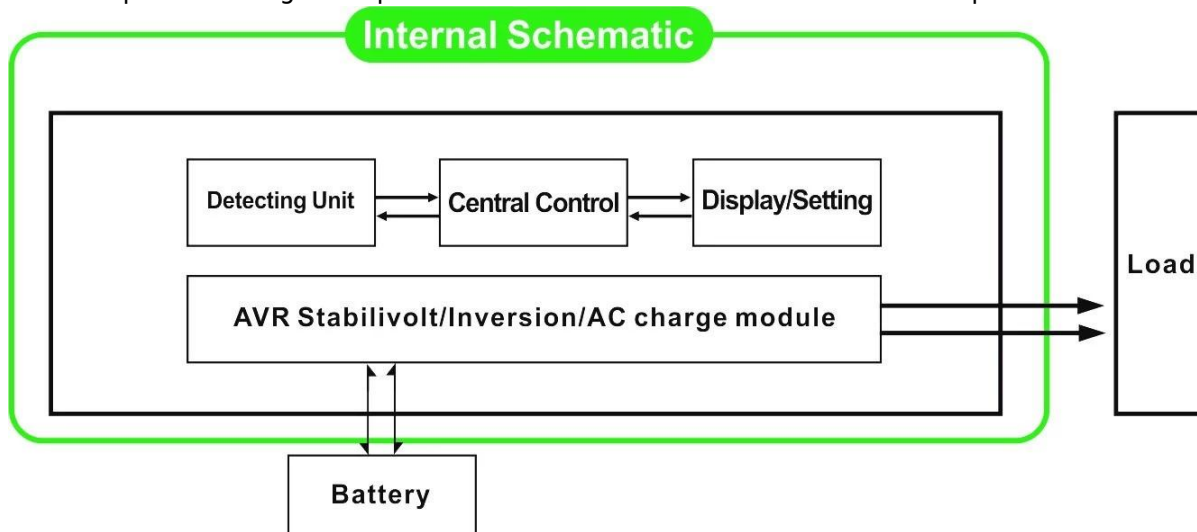 Internal Schematic
Detecting Unit
Central Control
Display/Setting
Load
AVR Stabilivolt/Inversion/AC charge module
Battery